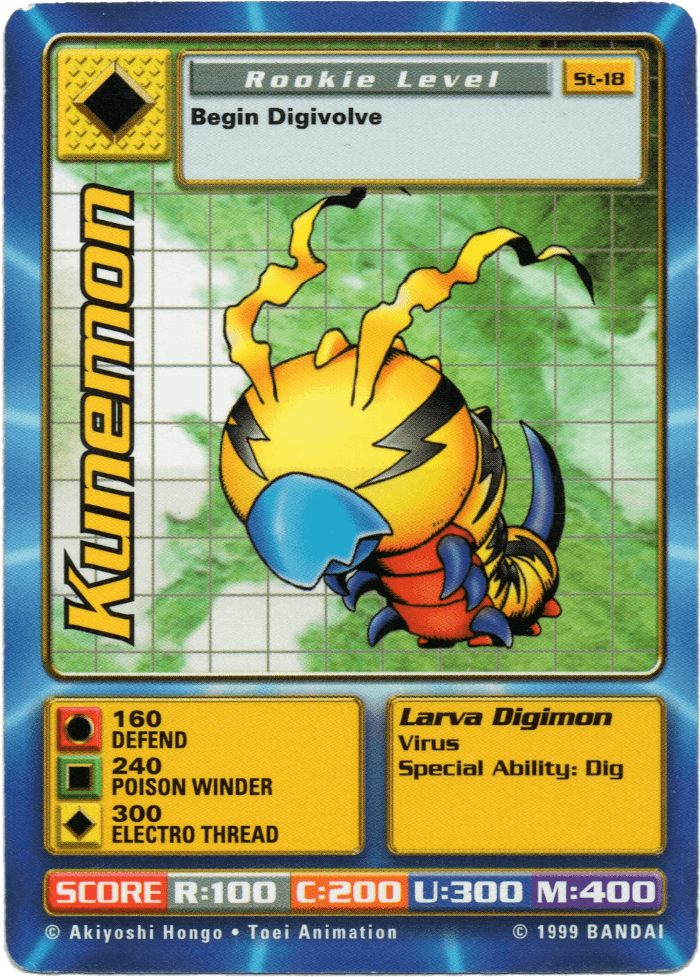 Rookie Level
St-18
Begin Digivolve
Kunemon
160
DEFEND
240
POISON WINDER
300
ELECTRO THREAD
Larva Digimon
Virus
Special Ability: Dig
SCORE R:100 C:200 U:300 M:400
© Akiyoshi Hongo • Toei Animation
© 1999 BANDAI